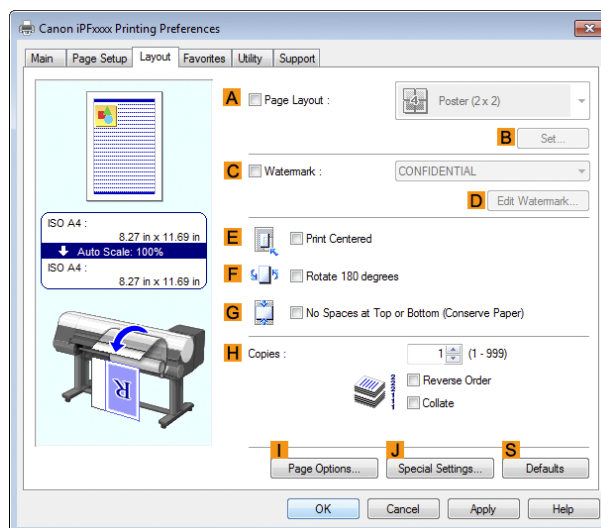 Canon iPFxxxx Printing Preferences
Main Page Setup Layout Favorites Utility Support
A Page Layout : 4 Poster (2 x 2)
B Set...
C Watermark : CONFIDENTIAL
D Edit Watermark...
ISO A4 :
8.27 in x 11.69 in
Auto Scale: 100%
ISO A4 :
8.27 in x 11.69 in
E Print Centered
F Rotate 180 degrees
G No Spaces at Top or Bottom (Conserve Paper)
H Copies : 1 (1 - 999)
Reverse Order
Collate
R
I J S
Page Options... Special Settings... Defaults
OK Cancel Apply Help